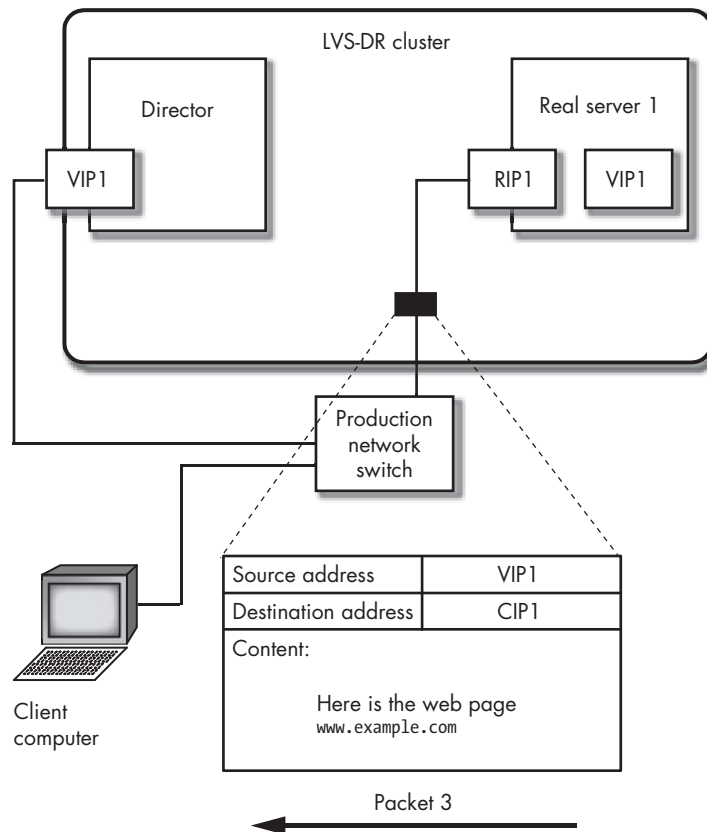 LVS-DR cluster
Director
Real server 1
VIP1
RIP1
VIP1
Production
network
switch
Source address VIP1
Destination address CIP1
Content:
Here is the web page
www.example.com
Client
computer
Packet 3